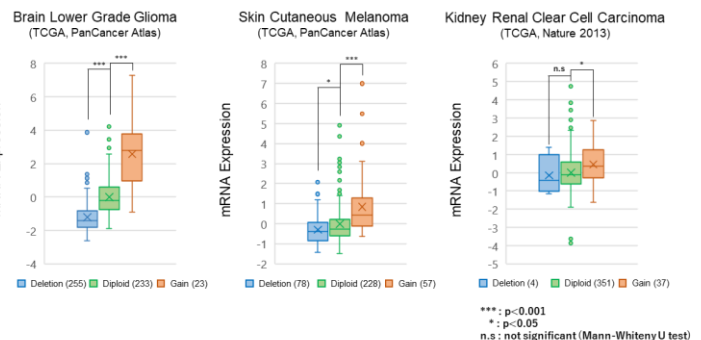 Brain Lower Grade Glioma
(TCGA, PanCancer Atlas)
***
***
8
6
4
2
0
-2
-4
Deletion (255) Diploid (233) Gain (23)
Skin Cutaneous Melanoma
(TCGA, PanCancer Atlas)
***
*
mRNA Expression
8
7
6
5
4
3
2
1
0
-1
-2
Deletion (78) Diploid (228) Gain (57)
Kidney Renal Clear Cell Carcinoma
(TCGA, Nature 2013)
n.s
*
mRNA Expression
6
5
4
3
2
1
0
-1
-2
-3
-4
-5
Deletion (4) Diploid (351) Gain (37)
*** : p<0.001
* : p<0.05
n.s : not significant (Mann-Whiteny U test)